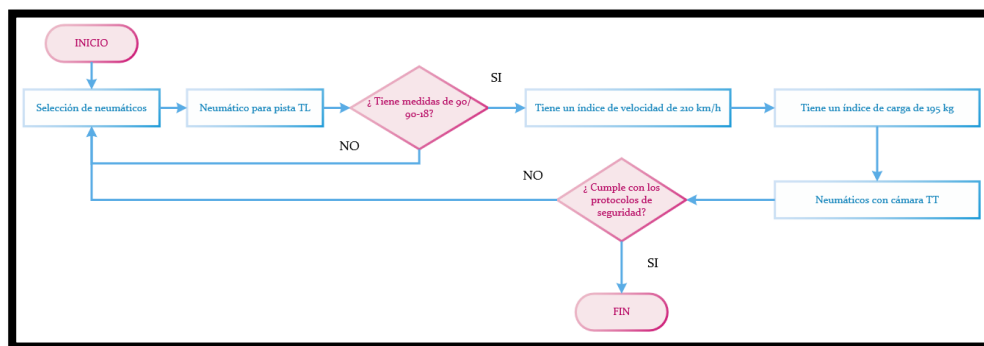 INICIO
Selección de neumáticos
Neumático para pista TL
¿ Tiene medidas de 90/
90-18?
SI
NO
Tiene un índice de velocidad de 210 km/h
Tiene un índice de carga de 195 kg
Neumáticos con cámara TT
¿ Cumple con los
protocolos de
seguridad?
NO
SI
FIN